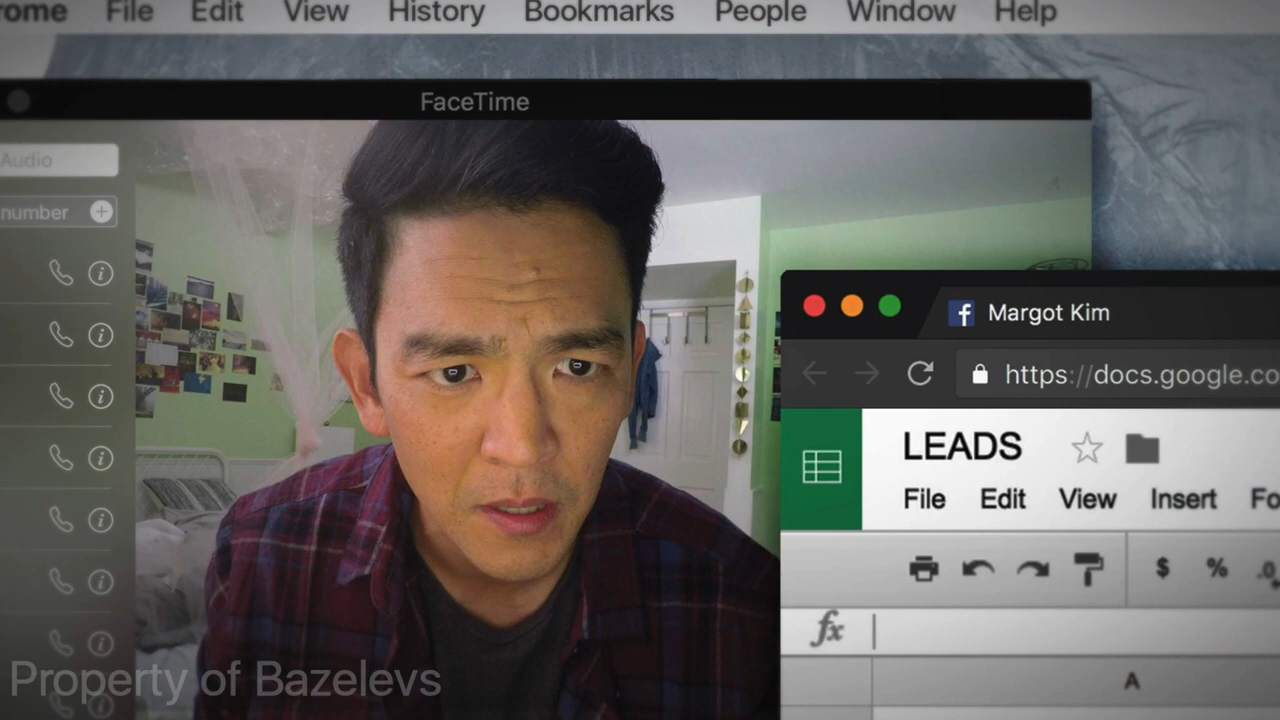 rome File Edit View History Bookmarks People Window Help
FaceTime
Audio
number
Margot Kim
https://docs.google.co
LEADS
File Edit View Insert Fo
$ % .0
fx
A
Property of Bazelevs